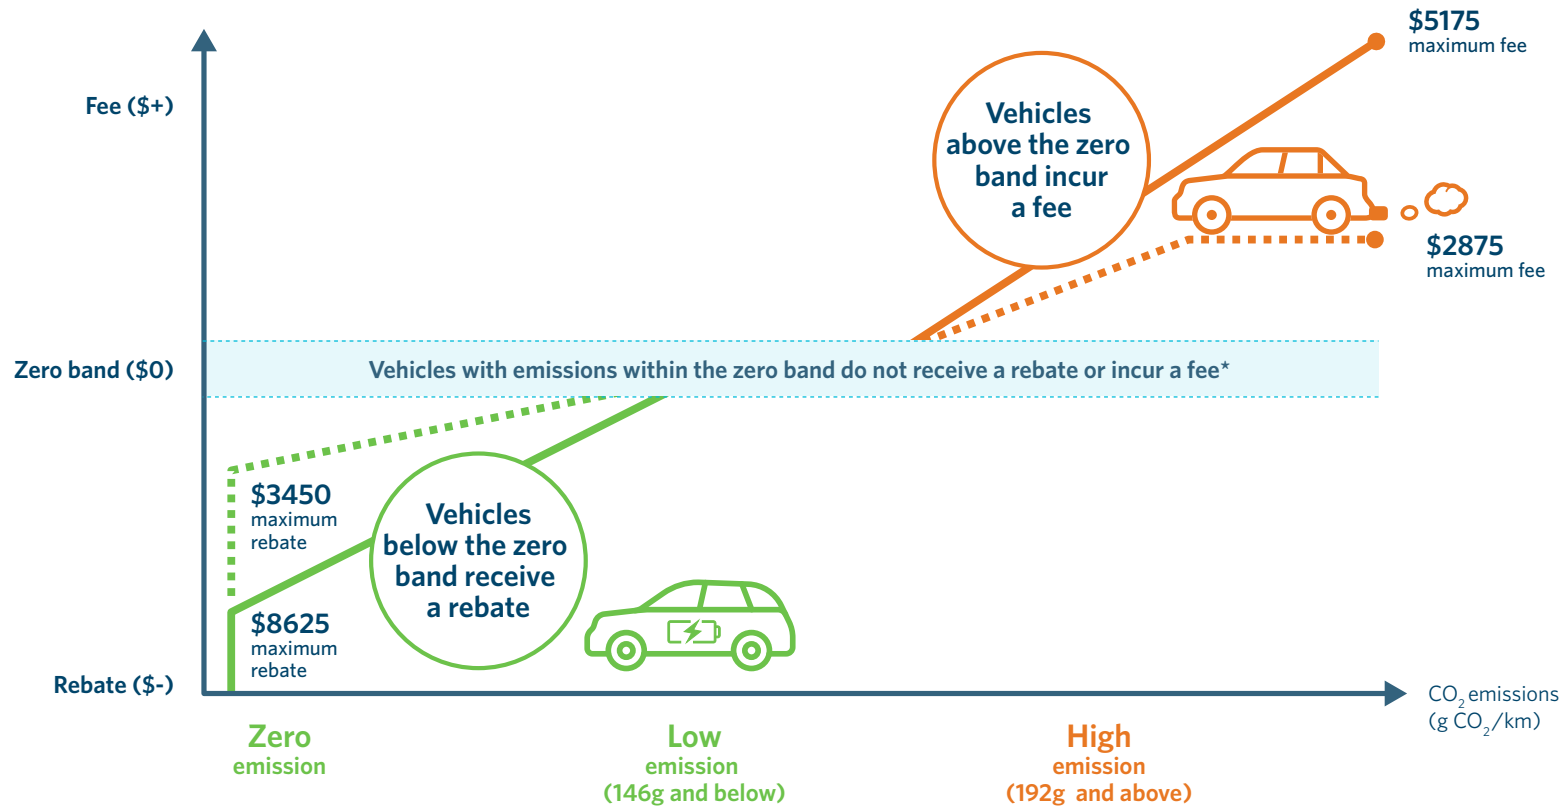 $5175
maximum fee
Fee ($+)
Vehicles
above the zero
band incur
a fee
$2875
maximum fee
Zero band ($0)
Vehicles with emissions within the zero band do not receive a rebate or incur a fee*
$3450
maximum
rebate
Vehicles
below the zero
band receive
a rebate
$8625
maximum
rebate
Rebate ($-)
CO₂ emissions
(g CO₂/km)
Zero
emission
Low
emission
(146g and below)
High
emission
(192g and above)